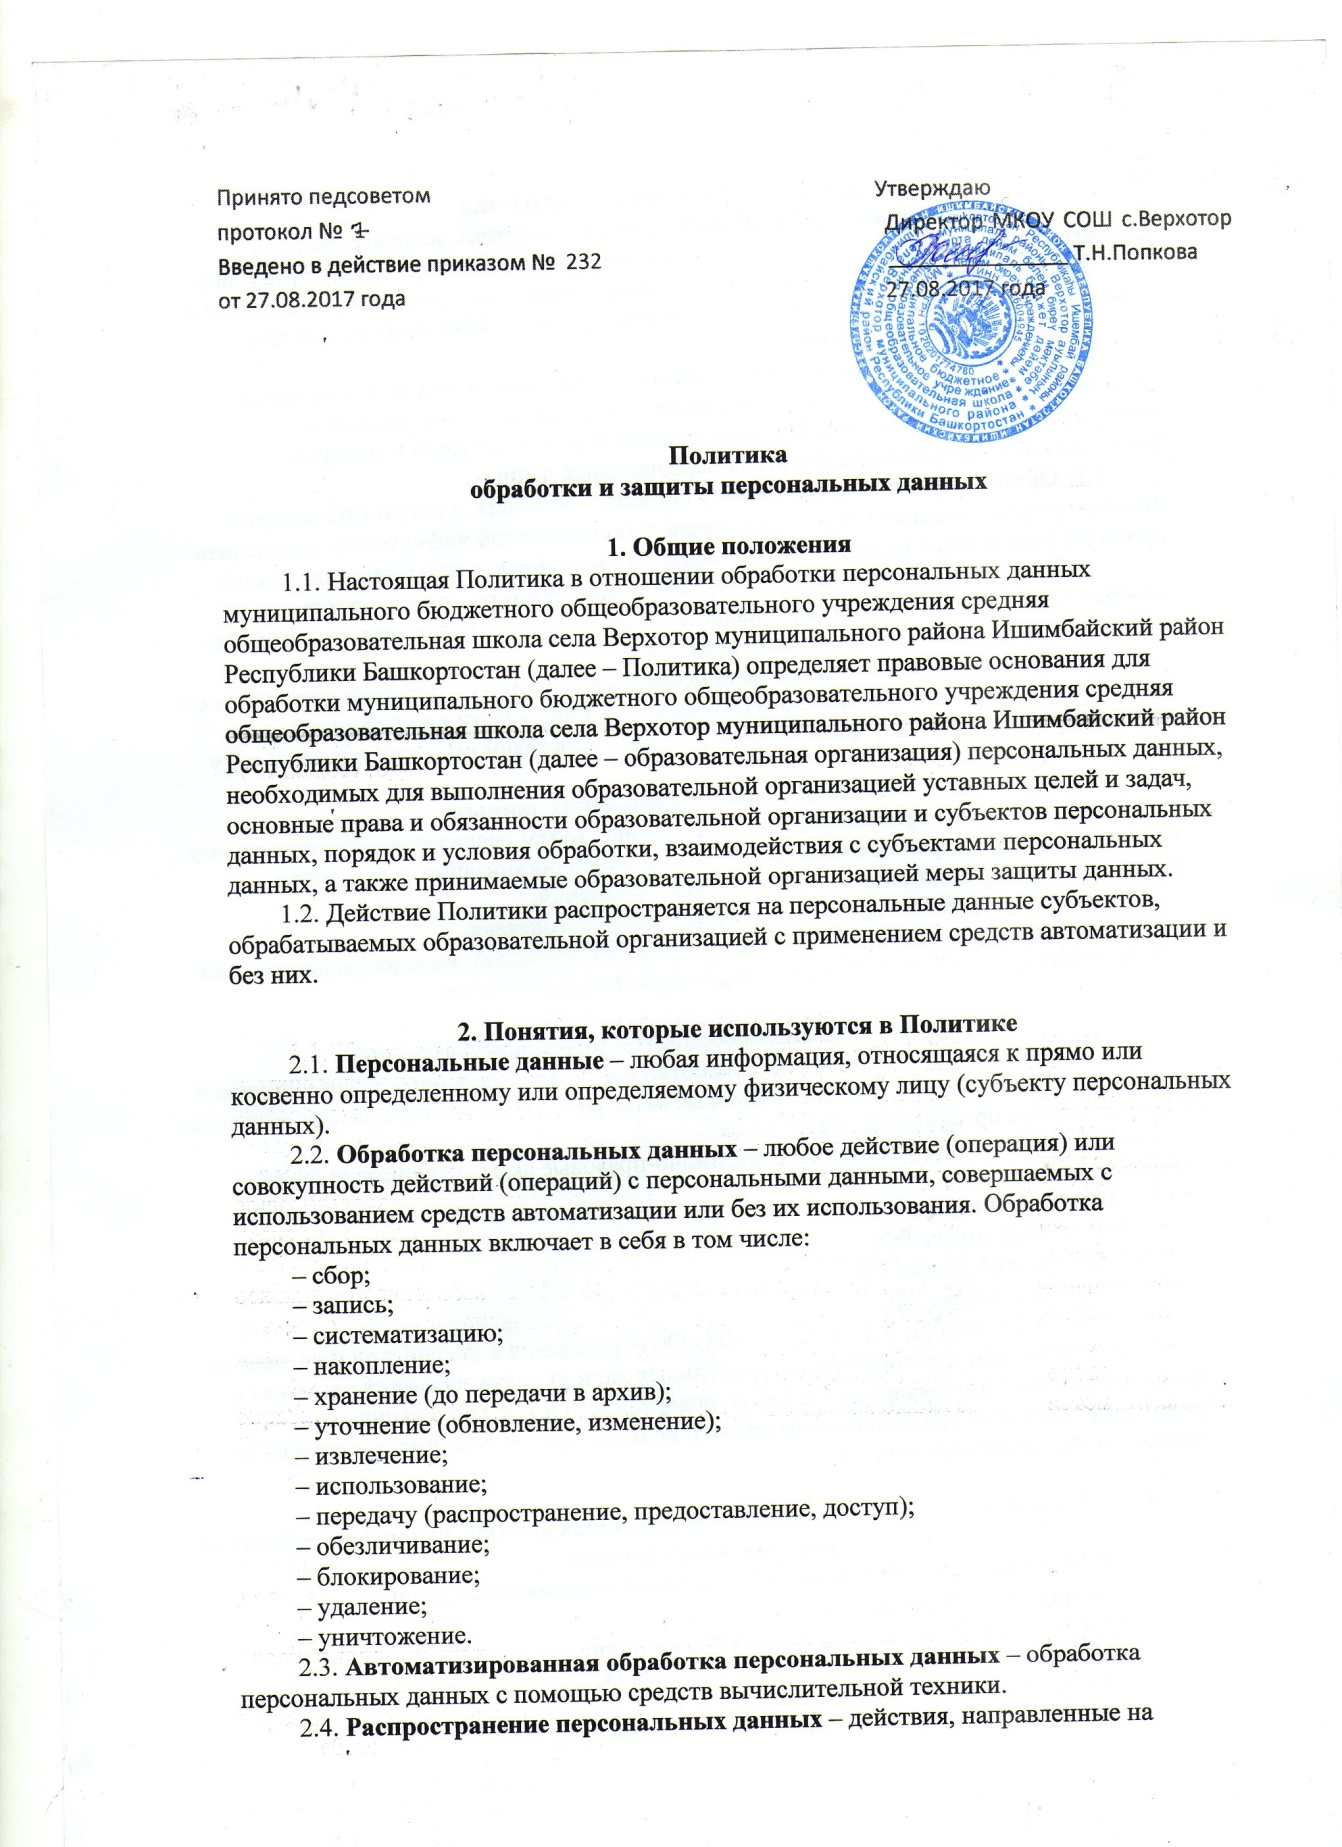 Принято педсоветом
протокол № 1
Введено в действие приказом № 232
от 27.08.2017 года
Утверждаю
Директор МКОУ СОШ с.Верхотор
Т.Н.Попкова
27.08.2017 года
Политика
обработки и защиты персональных данных
1. Общие положения
1.1. Настоящая Политика в отношении обработки персональных данных
муниципального бюджетного общеобразовательного учреждения средняя
общеобразовательная школа села Верхотор муниципального района Ишимбайский район
Республики Башкортостан (далее – Политика) определяет правовые основания для
обработки муниципального бюджетного общеобразовательного учреждения средняя
общеобразовательная школа села Верхотор муниципального района Ишимбайский район
Республики Башкортостан (далее – образовательная организация) персональных данных,
необходимых для выполнения образовательной организацией уставных целей и задач,
основные права и обязанности образовательной организации и субъектов персональных
данных, порядок и условия обработки, взаимодействия с субъектами персональных
данных, а также принимаемые образовательной организацией меры защиты данных.
1.2. Действие Политики распространяется на персональные данные субъектов,
обрабатываемых образовательной организацией с применением средств автоматизации и
без них.
2. Понятия, которые используются в Политике
2.1. Персональные данные – любая информация, относящаяся к прямо или
косвенно определенному или определяемому физическому лицу (субъекту персональных
данных).
2.2. Обработка персональных данных – любое действие (операция) или
совокупность действий (операций) с персональными данными, совершаемых с
использованием средств автоматизации или без их использования. Обработка
персональных данных включает в себя в том числе:
– сбор;
– запись;
– систематизацию;
– накопление;
– хранение (до передачи в архив);
– уточнение (обновление, изменение);
– извлечение;
– использование;
– передачу (распространение, предоставление, доступ);
– обезличивание;
– блокирование;
– удаление;
– уничтожение.
2.3. Автоматизированная обработка персональных данных – обработка
персональных данных с помощью средств вычислительной техники.
2.4. Распространение персональных данных – действия, направленные на